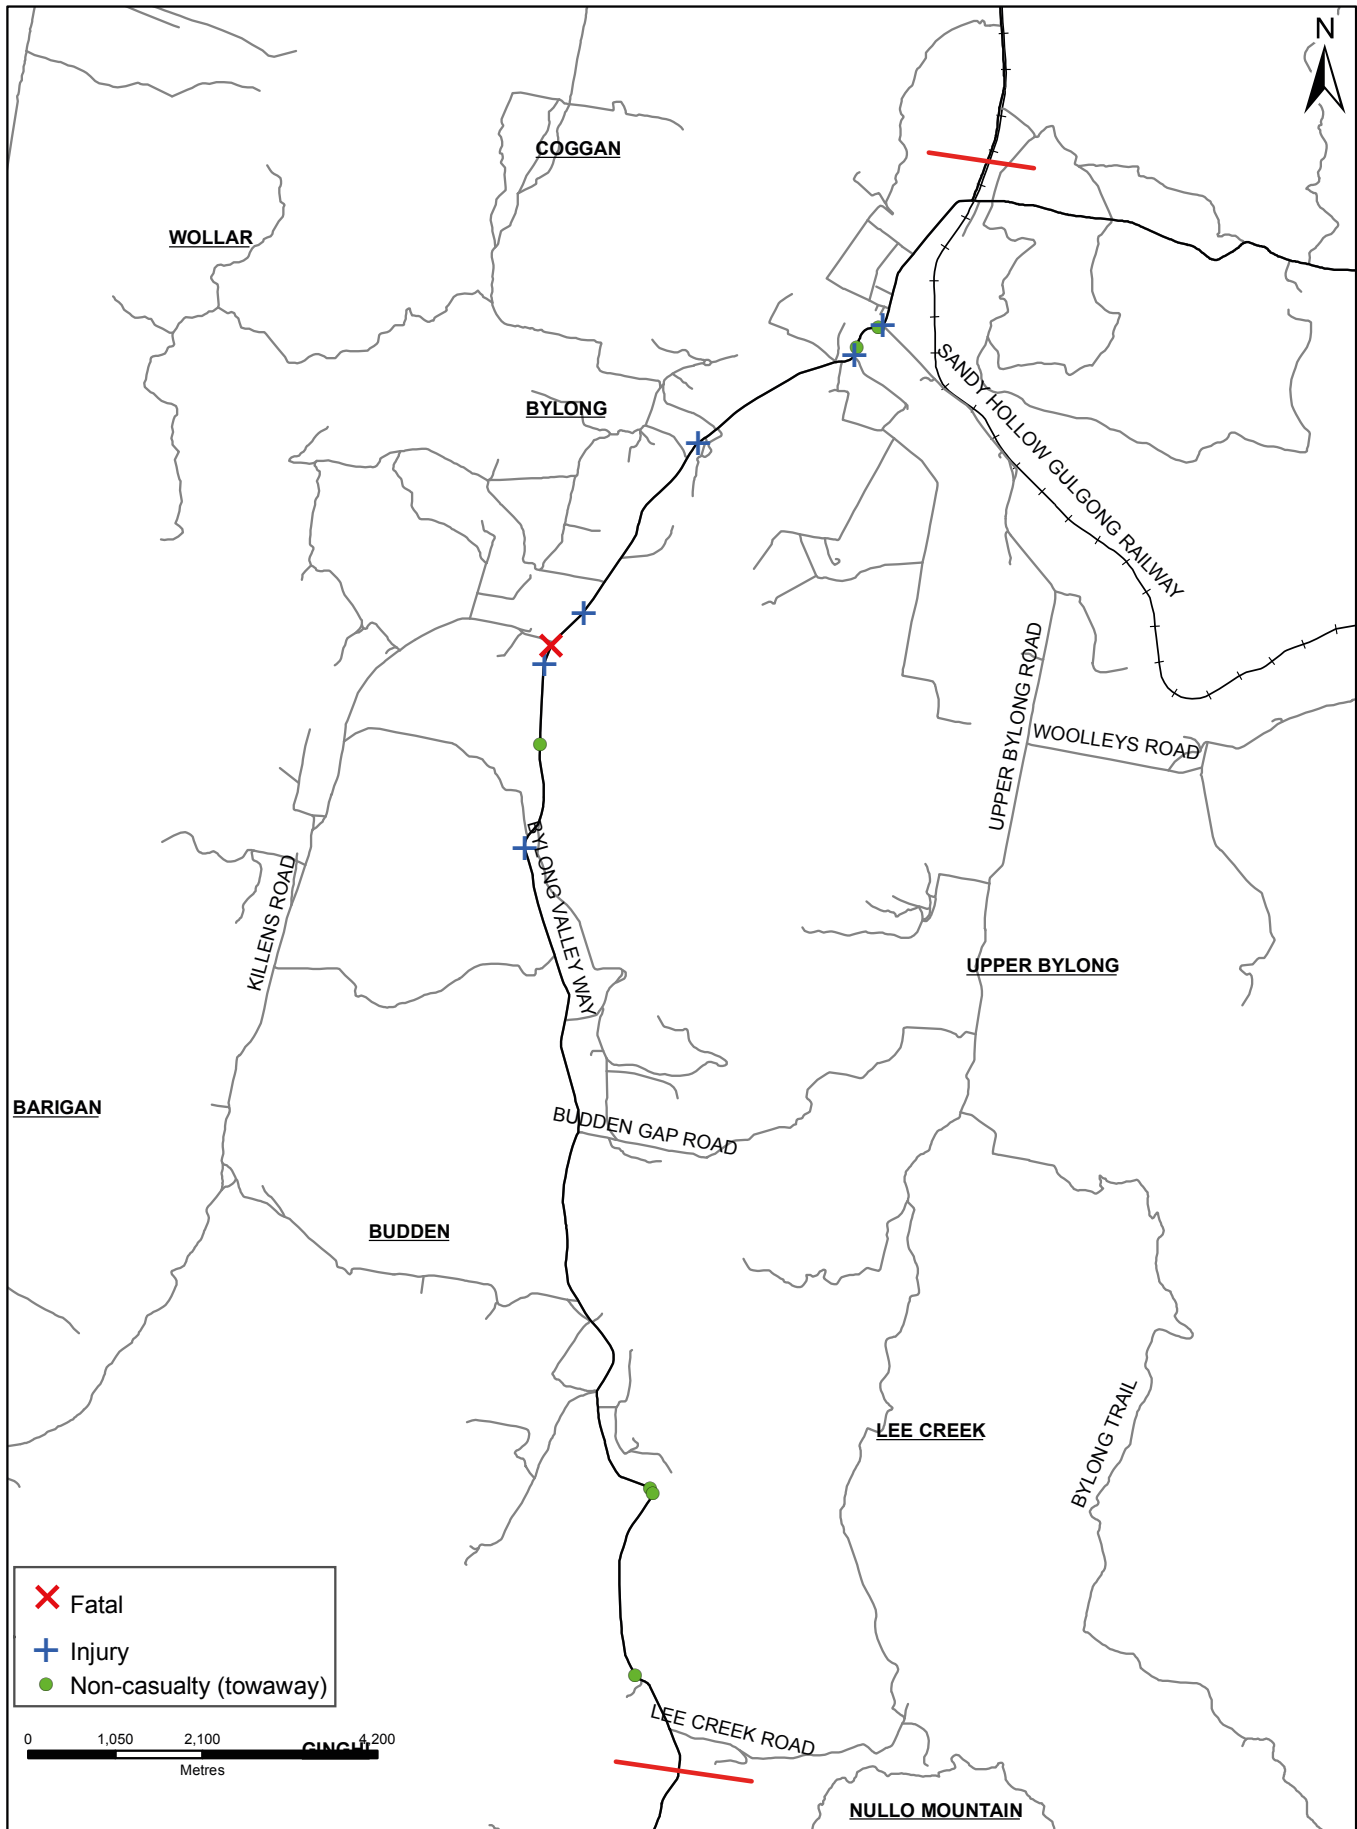 N
COGGAN
WOLLAR
SANDY HOLLOW GULGONG RAILWAY
BYLONG
UPPER BYLONG ROAD
WOOLLEYS ROAD
BYLONG VALLEY WAY
KILLENS ROAD
UPPER BYLONG
BARIGAN
BUDDEN GAP ROAD
BUDDEN
BYLONG TRAIL
LEE CREEK
Fatal
Injury
Non-casualty (towaway)
LEE CREEK ROAD
0 1,050 2,100 4,200
GINGHI
Metres
NULLO MOUNTAIN